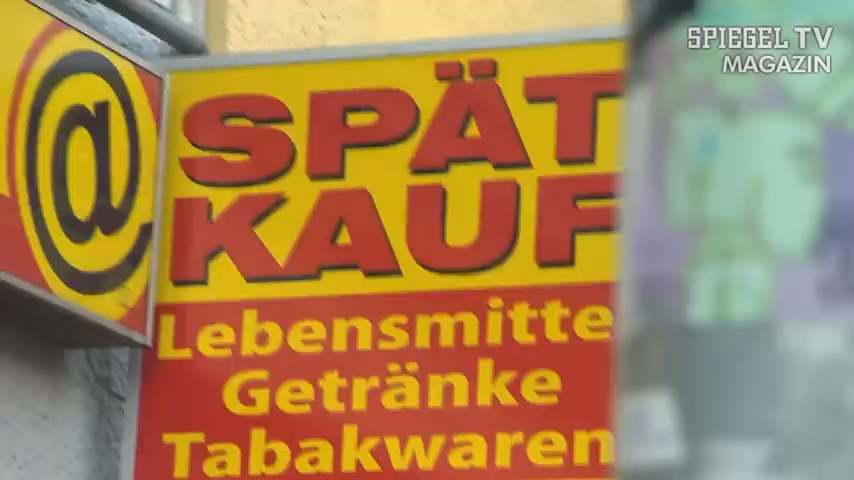 SPIEGEL TV
MAGAZIN
@
SPÄT
KAUF
Lebensmitte
Getränke
Tabakwaren